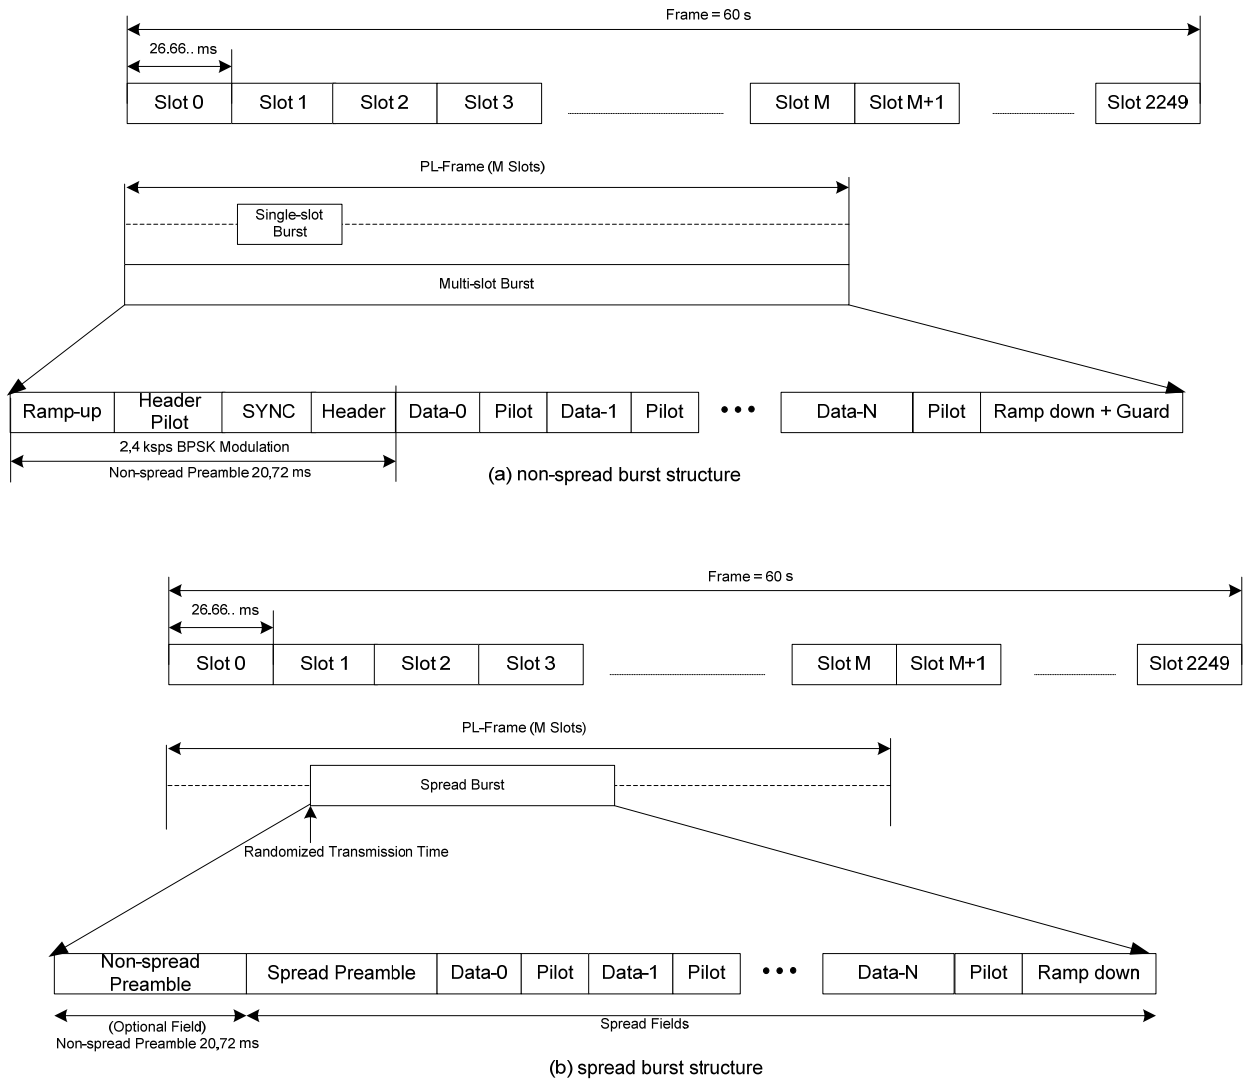 Frame = 60 s
26.66.. ms
Slot 0 Slot 1 Slot 2 Slot 3 Slot M Slot M+1 Slot 2249
PL-Frame (M Slots)
Single-slot
Burst
Multi-slot Burst
Ramp-up Header Pilot SYNC Header Data-0 Pilot Data-1 Pilot ••• Data-N Pilot Ramp down + Guard
2,4 ksps BPSK Modulation
Non-spread Preamble 20,72 ms
(a) non-spread burst structure
Frame = 60 s
26.66.. ms
Slot 0 Slot 1 Slot 2 Slot 3 Slot M Slot M+1 Slot 2249
PL-Frame (M Slots)
Spread Burst
Randomized Transmission Time
Non-spread Preamble Spread Preamble Data-0 Pilot Data-1 Pilot ••• Data-N Pilot Ramp down
(Optional Field) Spread Fields
Non-spread Preamble 20,72 ms
(b) spread burst structure